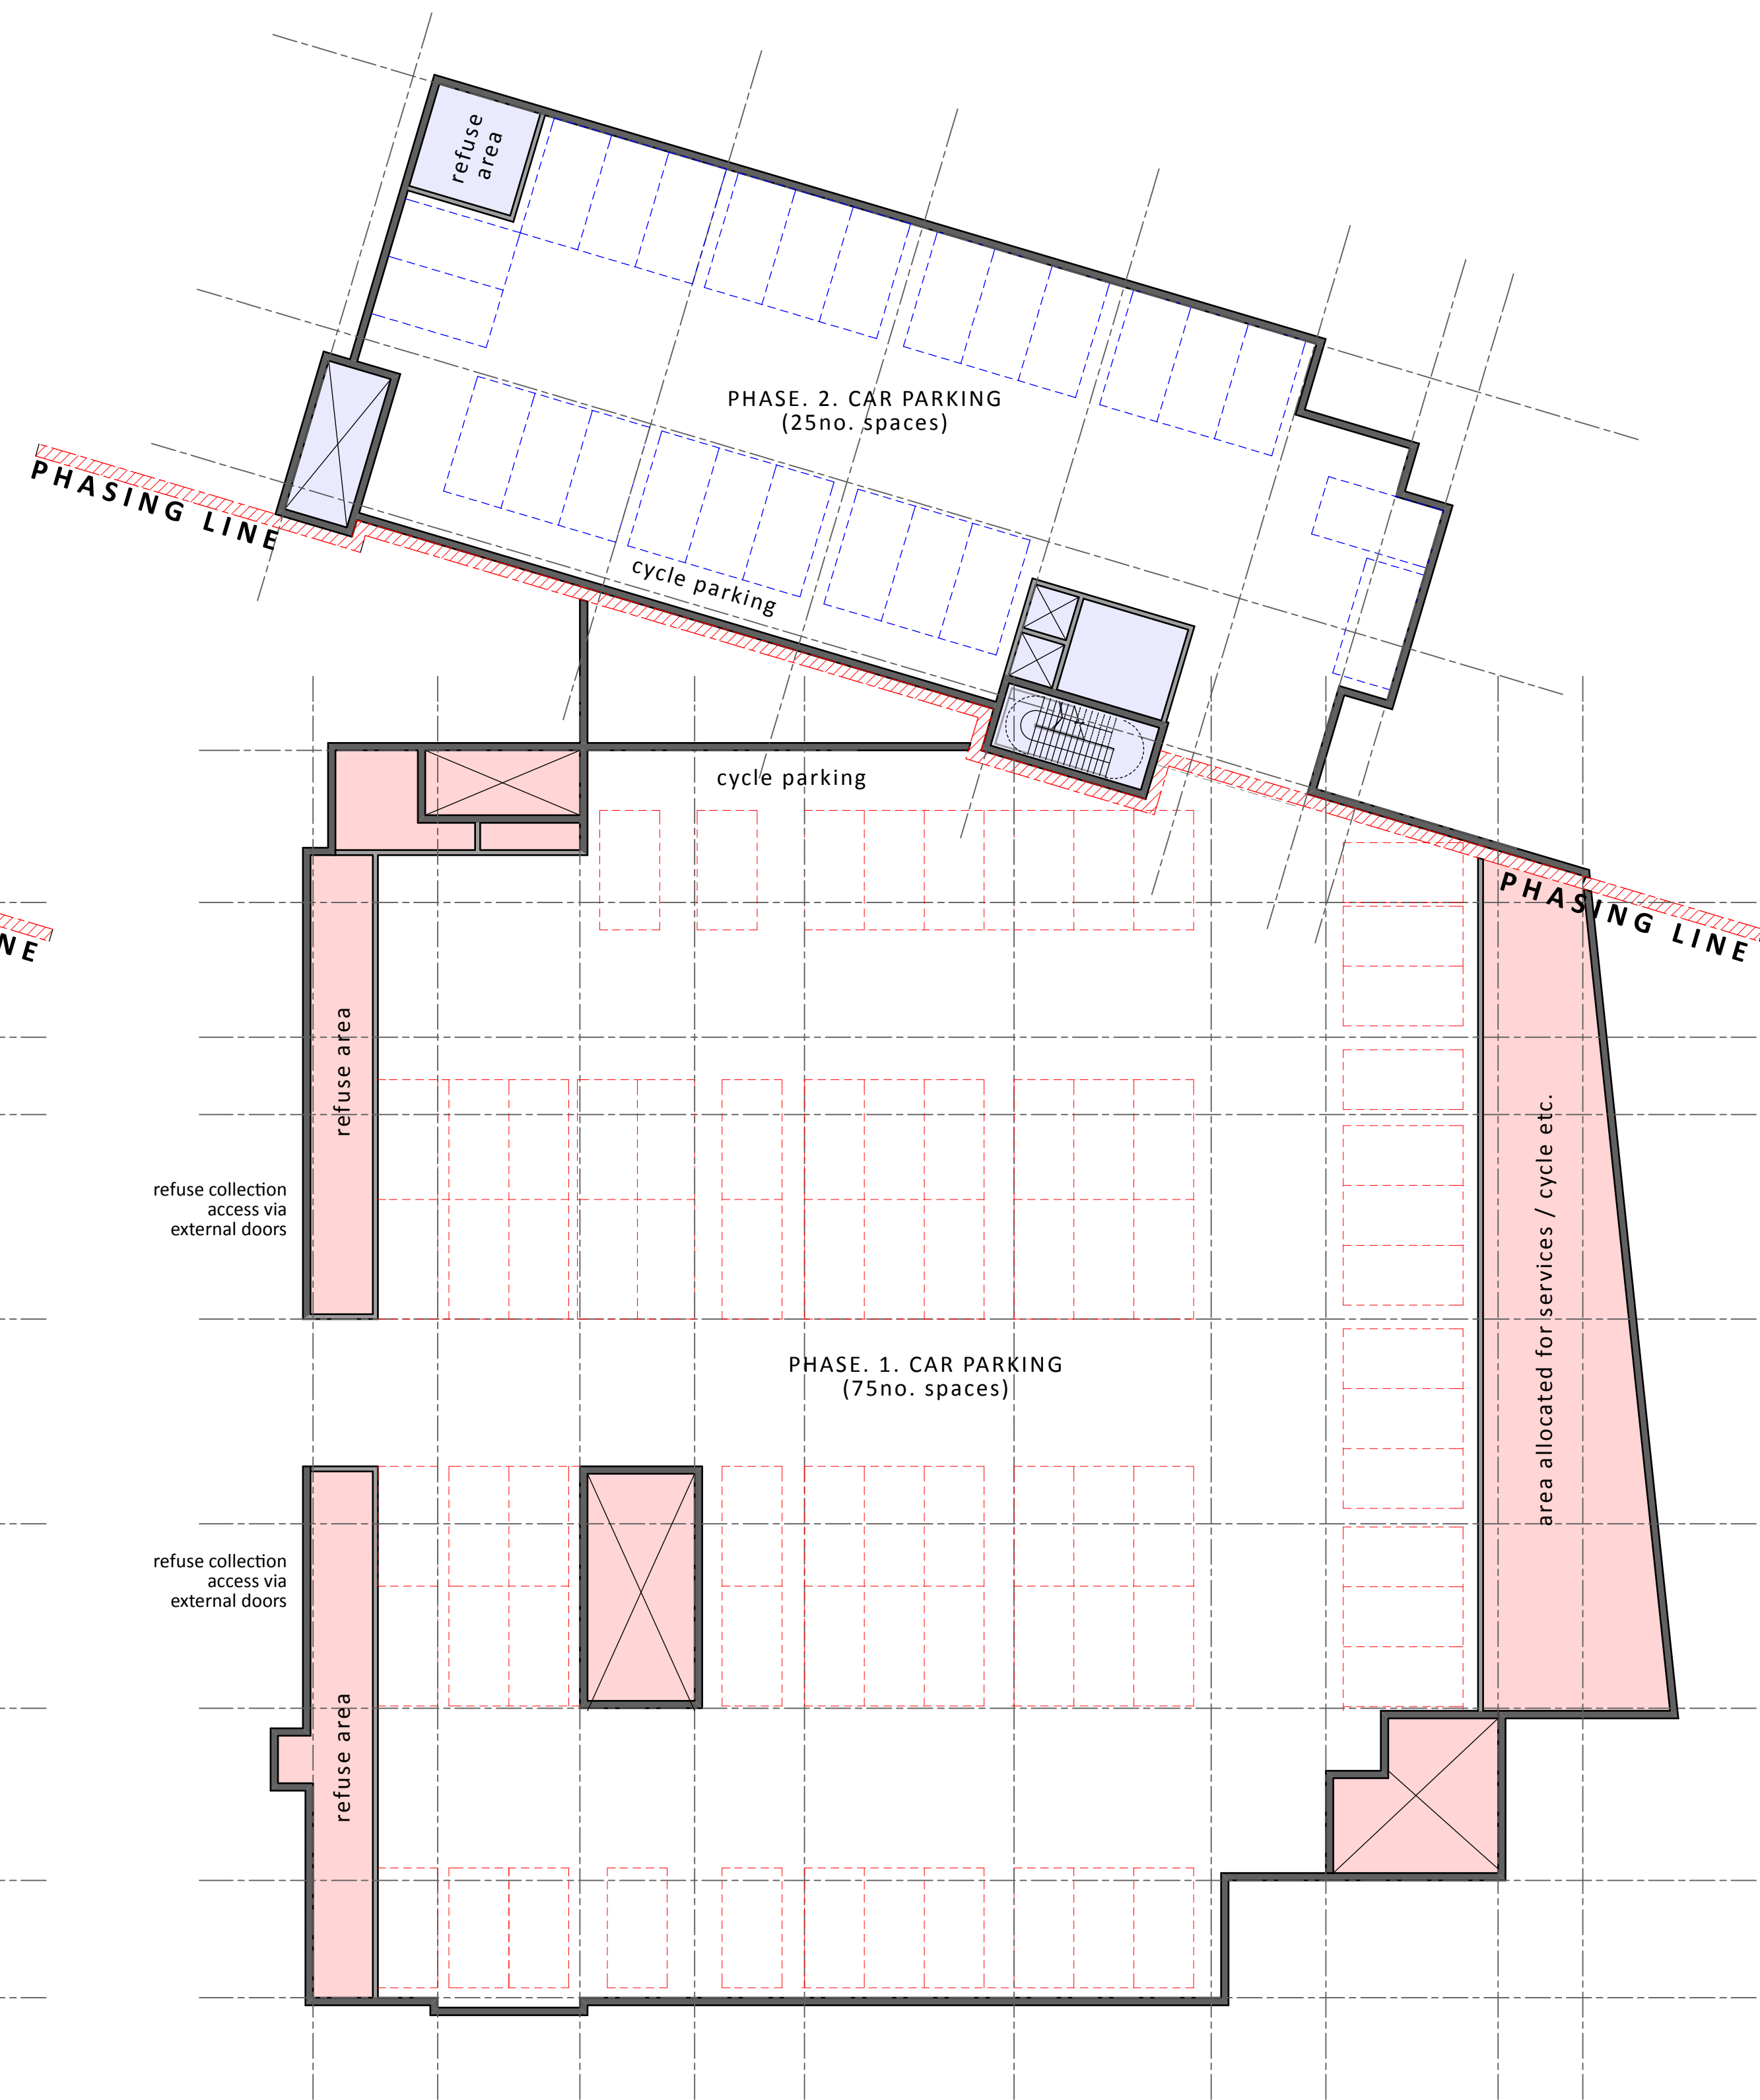 refuse
area
PHASE. 2. CAR PARKING
(25no. spaces)
PHASING LINE
cycle parking
cycle parking
PHASING LINE
NE
refuse area
area allocated for services / cycle etc.
refuse collection
access via
external doors
PHASE. 1. CAR PARKING
(75no. spaces)
refuse collection
access via
external doors
refuse area